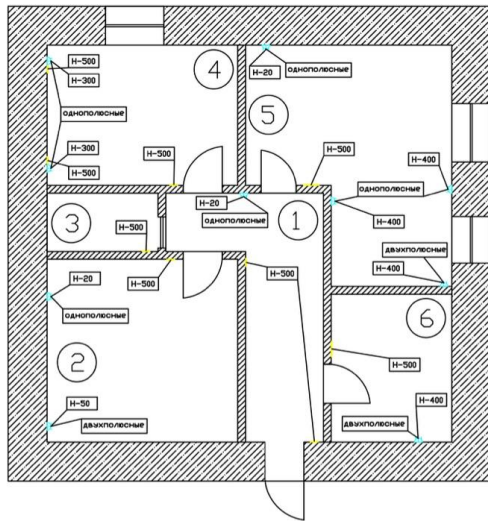 4
Н-500
Н-300
однополюсные
Н-300
Н-500
Н-500
Н-20
однополюсные
5
Н-500
Н-400
однополюсные
Н-400
двухполюсные
Н-400
3
Н-500
Н-20
однополюсные
1
Н-500
Н-500
Н-20
однополюсные
2
Н-50
двухполюсные
6
Н-500
Н-400
двухполюсные